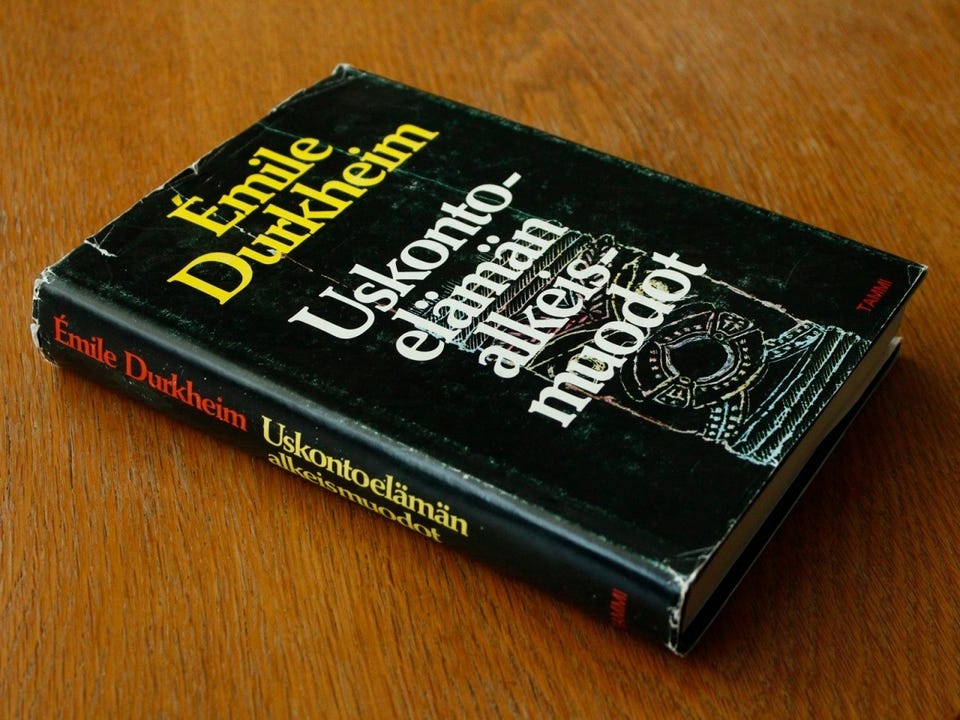 Émile
Durkheim
Uskonto-
elämän
alkeis-
muodot
TAMMI
Émile Durkheim
Uskontoelämän
alkeismuodot
TAMMI